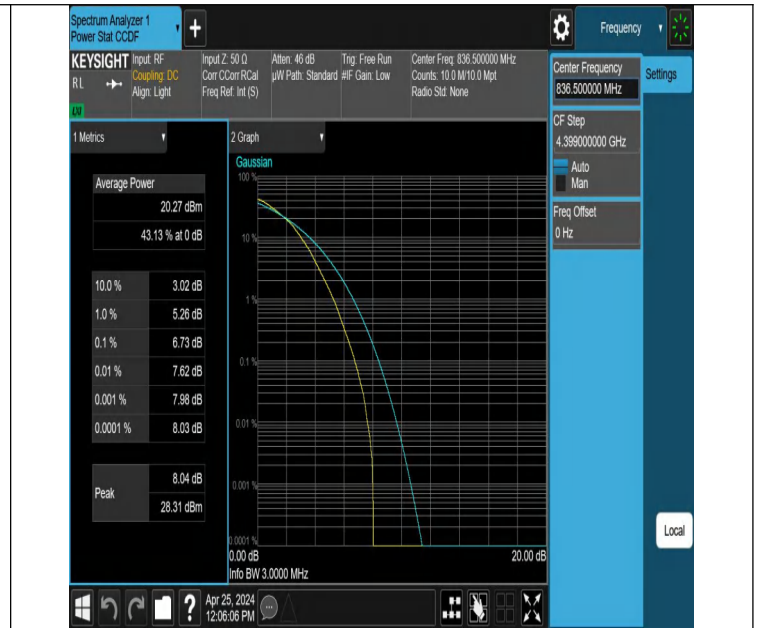 Spectrum Analyzer 1
Power Stat CCDF
+
Frequency
KEYSIGHT
RL
Input: RF
Coupling: DC
Align: Light
Input Z: 50 Ω
Corr CCorr RCal
Freq Ref: Int (S)
Atten: 46 dB
µW Path: Standard
Trig: Free Run
#IF Gain: Low
Center Freq: 836.500000 MHz
Counts: 10.0 M/10.0 Mpt
Radio Std: None
1 Metrics
Average Power
20.27 dBm
43.13 % at 0 dB
10.0 % 3.02 dB
1.0 % 5.26 dB
0.1 % 6.73 dB
0.01 % 7.62 dB
0.001 % 7.98 dB
0.0001 % 8.03 dB
Peak
8.04 dB
28.31 dBm
2 Graph
Gaussian
100 %
10 %
1 %
0.1 %
0.01 %
0.001 %
0.0001 %
0.00 dB 20.00 dB
Info BW 3.0000 MHz
Center Frequency
836.500000 MHz
Settings
CF Step
4.399000000 GHz
Auto
Man
Freq Offset
0 Hz
Local
?
Apr 25, 2024
12:06:06 PM